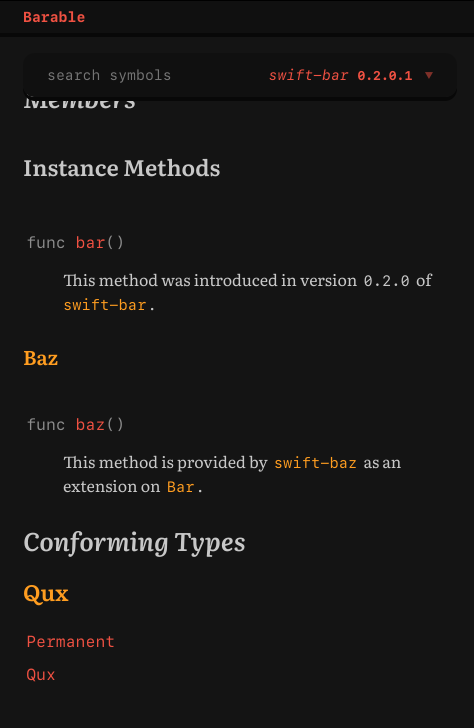 Barable
search symbols swift-bar 0.2.0.1 ▼
Members
Instance Methods
func bar()
This method was introduced in version 0.2.0 of
swift-bar.
Baz
func baz()
This method is provided by swift-baz as an
extension on Bar.
Conforming Types
Qux
Permanent
Qux